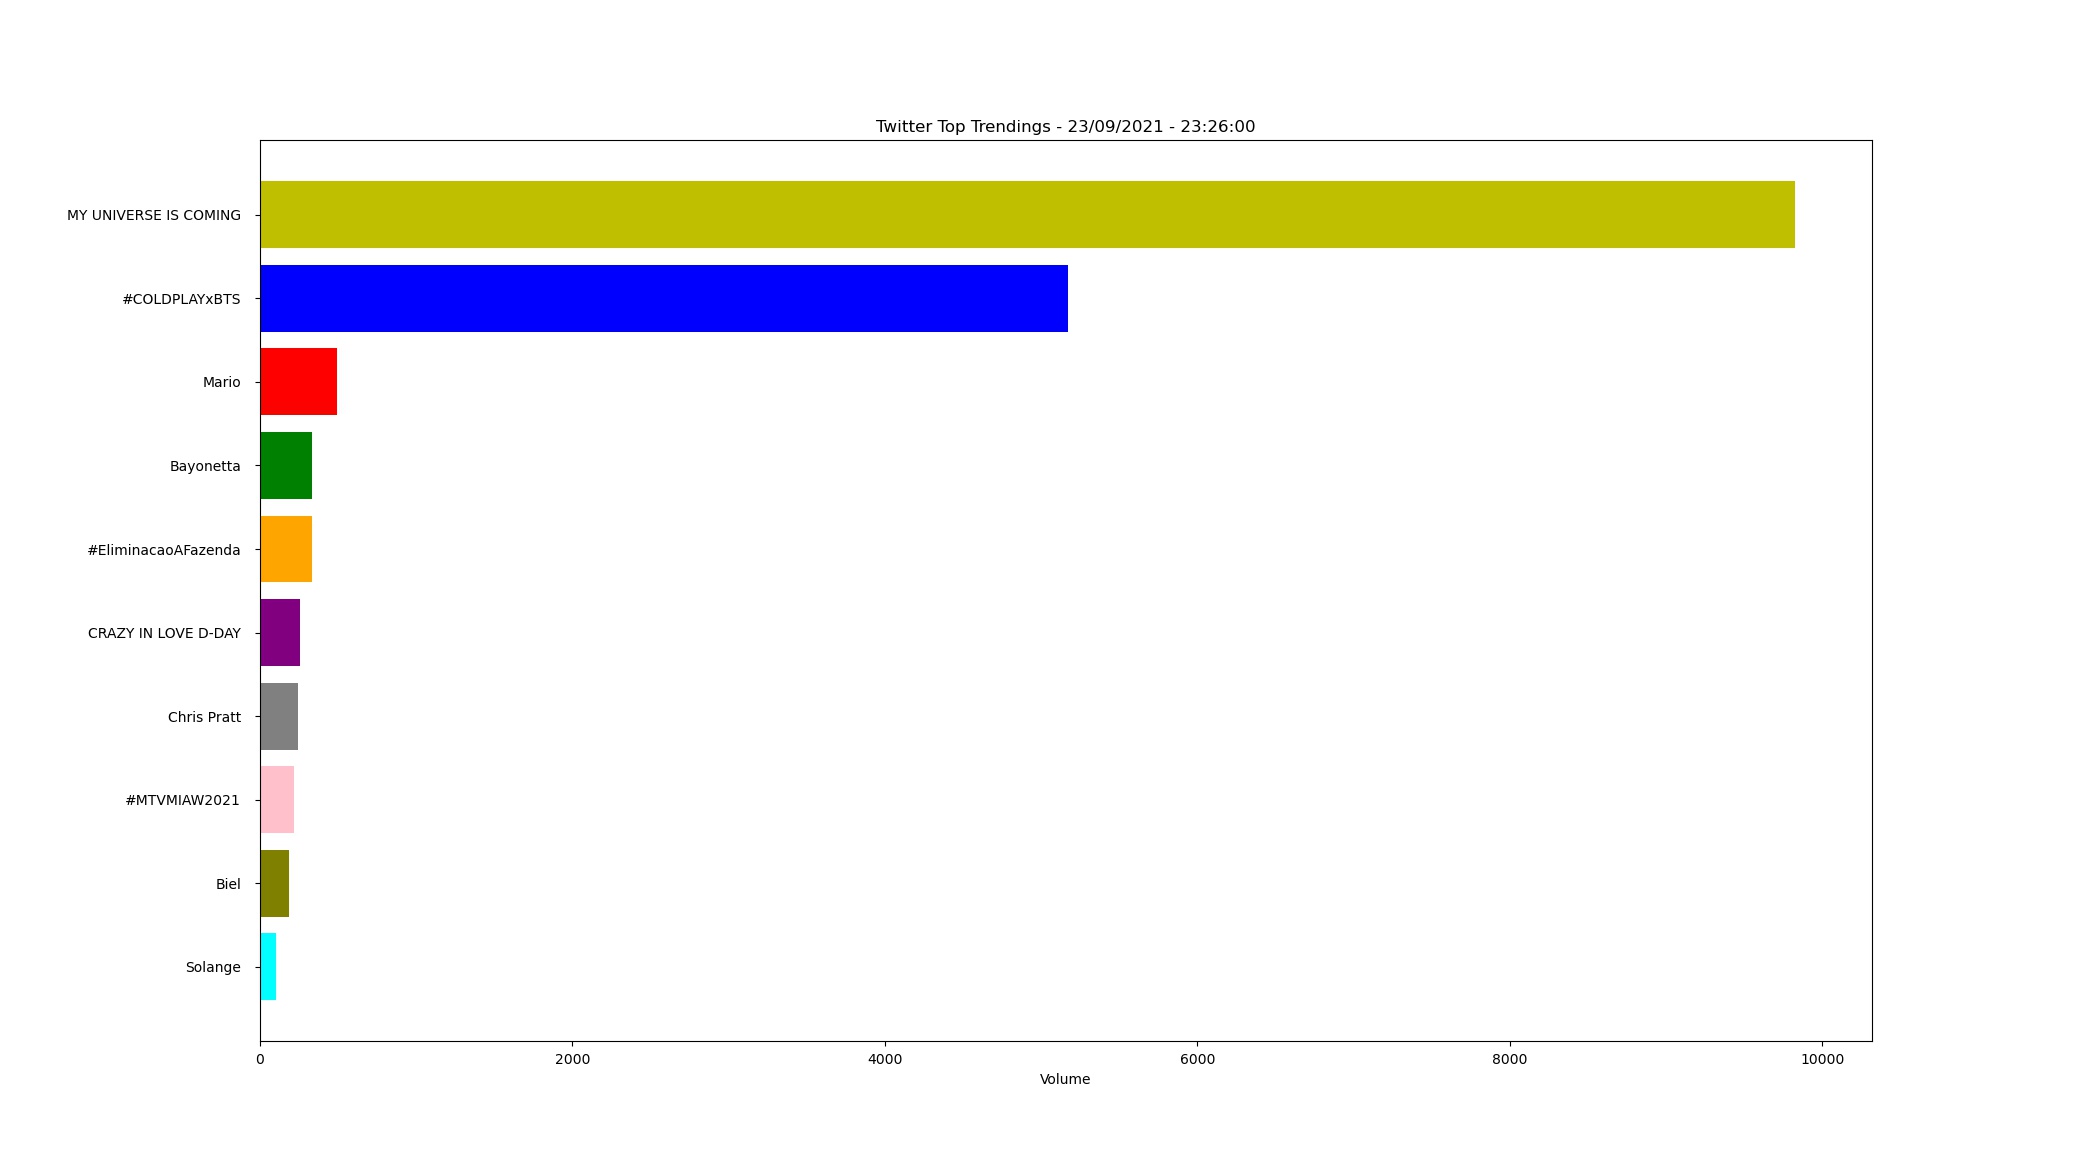 Twitter Top Trendings - 23/09/2021 - 23:26:00
MY UNIVERSE IS COMING
#COLDPLAYxBTS
Mario
Bayonetta
#EliminacaoAFazenda
CRAZY IN LOVE D-DAY
Chris Pratt
#MTVMIAW2021
Biel
Solange
0 2000 4000 6000 8000 10000
Volume